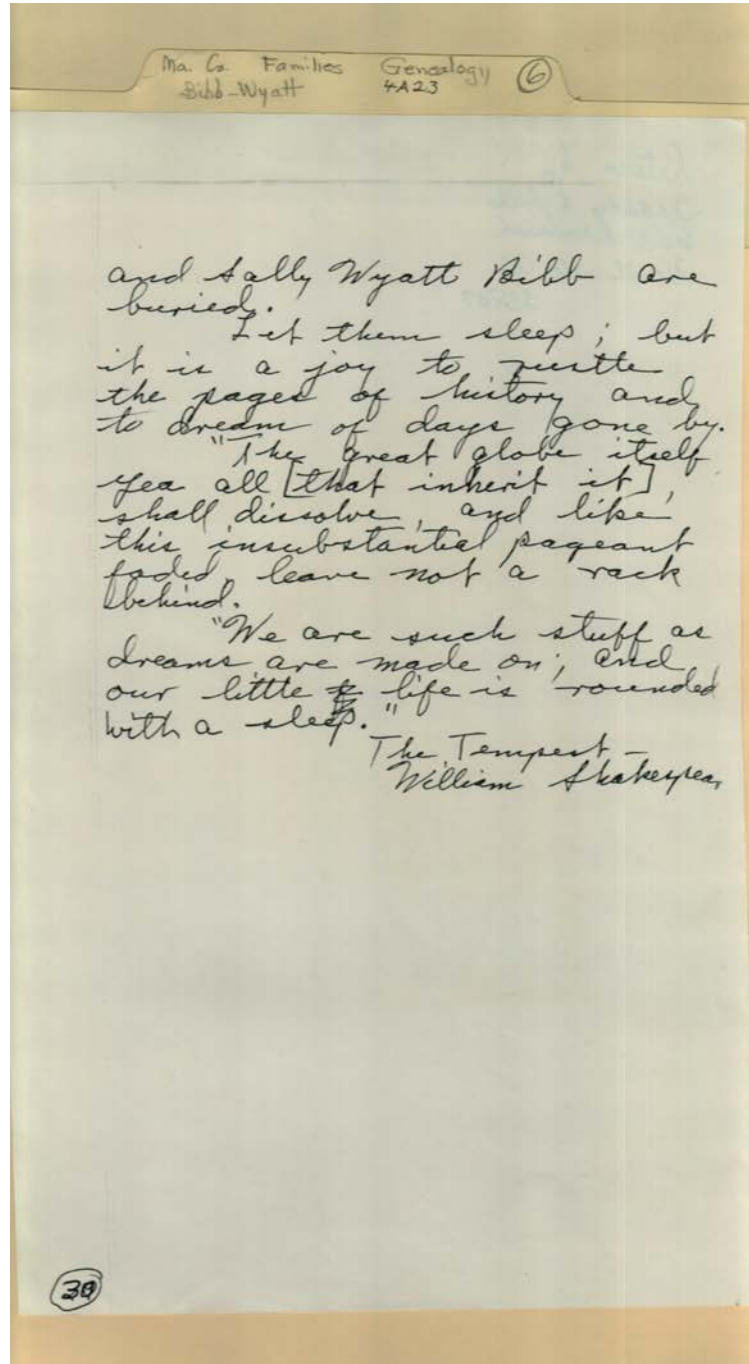 Ma. Co. Families Genealogy 6
Bibb-Wyatt 4A23
and Sally Wyatt Bibb are
buried.
Let them sleep; but
it is a joy to rustle
the pages of history and
to dream of days gone by.
"The great globe itself
Yea all [that inherit it],
shall dissolve, and like
this insubstantial pageant
faded, leave not a rack
behind.
"We are such stuff as
dreams are made on; and
our little life is rounded
with a sleep."
The Tempest –
William Shakespear
30